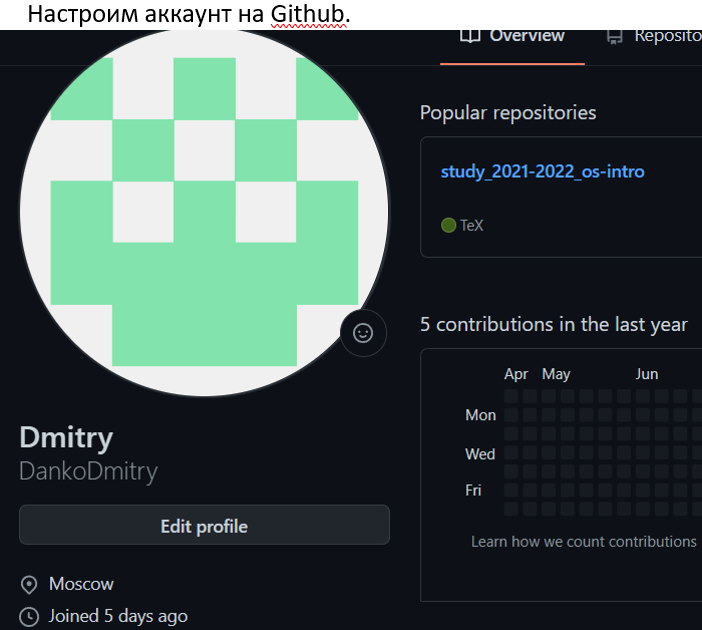 Настроим аккаунт на Github.
Overview
Reposito
Popular repositories
study_2021-2022_os-intro
TeX
5 contributions in the last year
Apr May Jun
Mon
Wed
Fri
Learn how we count contributions
Dmitry
DankoDmitry
Edit profile
Moscow
Joined 5 days ago